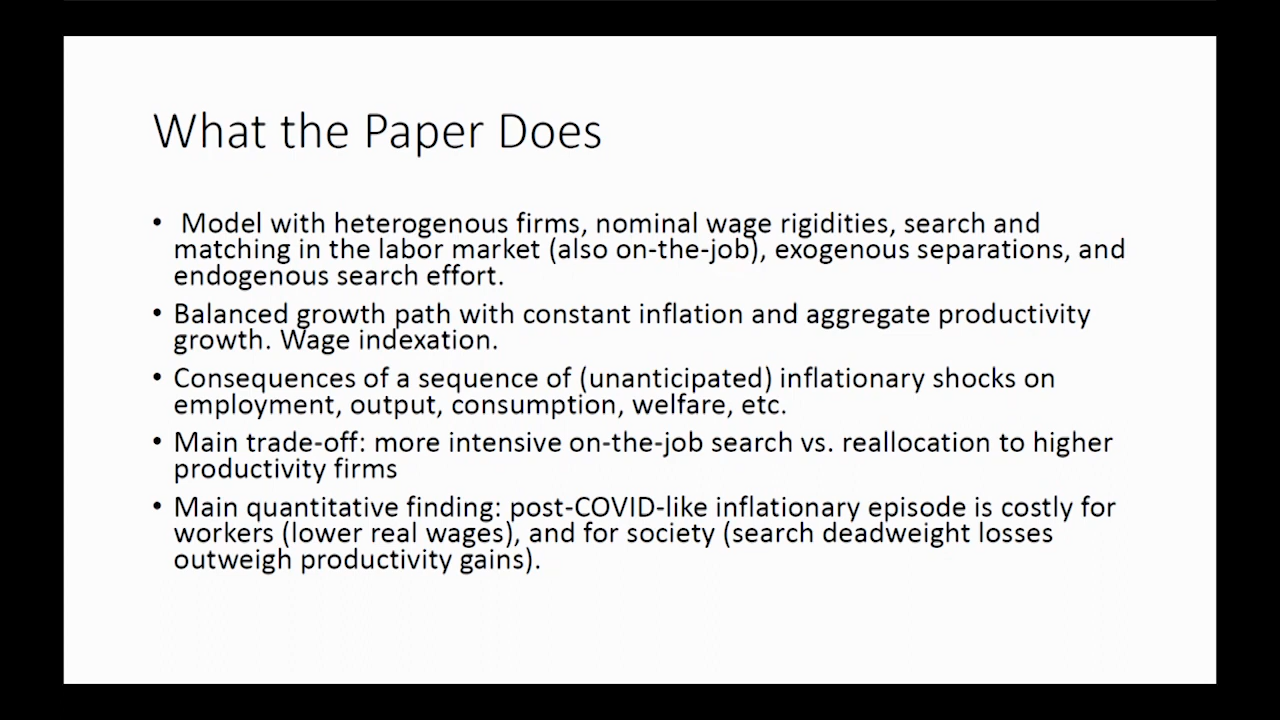 What the Paper Does
• Model with heterogenous firms, nominal wage rigidities, search and
matching in the labor market (also on-the-job), exogenous separations, and
endogenous search effort.
• Balanced growth path with constant inflation and aggregate productivity
growth. Wage indexation.
• Consequences of a sequence of (unanticipated) inflationary shocks on
employment, output, consumption, welfare, etc.
• Main trade-off: more intensive on-the-job search vs. reallocation to higher
productivity firms
• Main quantitative finding: post-COVID-like inflationary episode is costly for
workers (lower real wages), and for society (search deadweight losses
outweigh productivity gains).